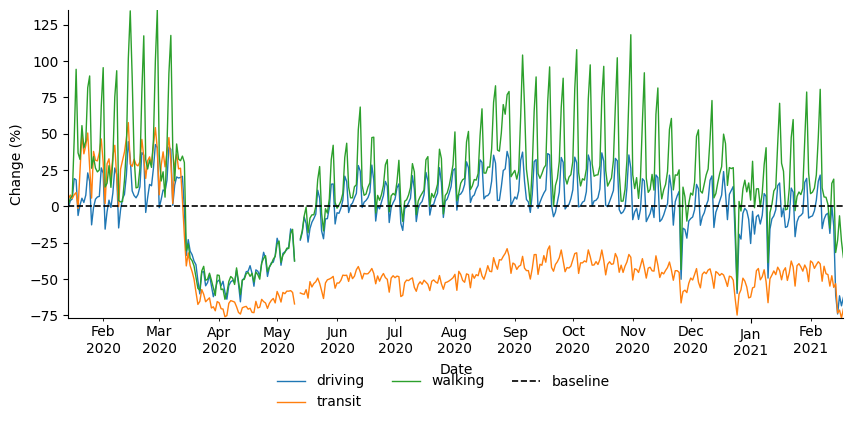 Change (%)
125
100
75
50
25
0
−25
−50
−75
Feb 2020
Mar 2020
Apr 2020
May 2020
Jun 2020
Jul 2020
Aug 2020
Sep 2020
Oct 2020
Nov 2020
Dec 2020
Jan 2021
Feb 2021
Date
driving
walking
baseline
transit